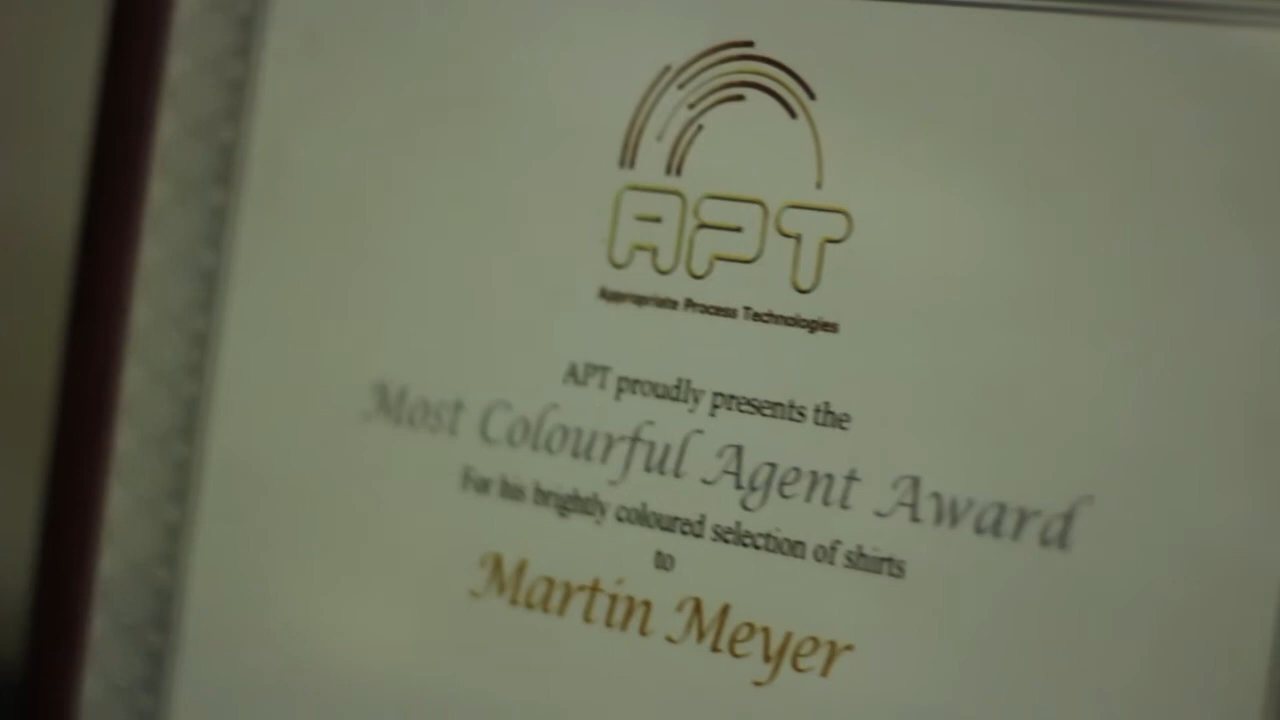 APT
Appropriate Process Technologies
APT proudly presents the
Most Colourful Agent Award
For his brightly coloured selection of shirts
to
Martin Meyer